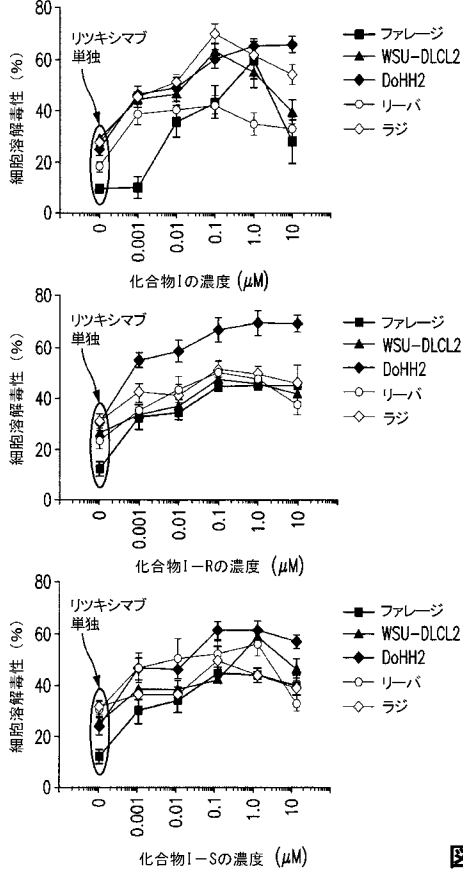 細胞溶解毒性 (%)
80
60
40
20
0
リツキシマブ
単独
ファレージ
WSU-DLCL2
DoHH2
リーバ
ラジ
0
0.001
0.01
0.1
1.0
10
化合物Iの濃度 (μM)
細胞溶解毒性 (%)
80
60
40
20
0
リツキシマブ
単独
ファレージ
WSU-DLCL2
DoHH2
リーバ
ラジ
0
0.001
0.01
0.1
1.0
10
化合物I-Rの濃度 (μM)
細胞溶解毒性 (%)
80
60
40
20
0
リツキシマブ
単独
ファレージ
WSU-DLCL2
DoHH2
リーバ
ラジ
0
0.001
0.01
0.1
1.0
10
化合物I-Sの濃度 (μM)